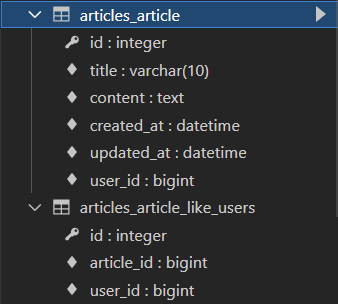 articles_article
id : integer
title : varchar(10)
content : text
created_at : datetime
updated_at : datetime
user_id : bigint
articles_article_like_users
id : integer
article_id : bigint
user_id : bigint